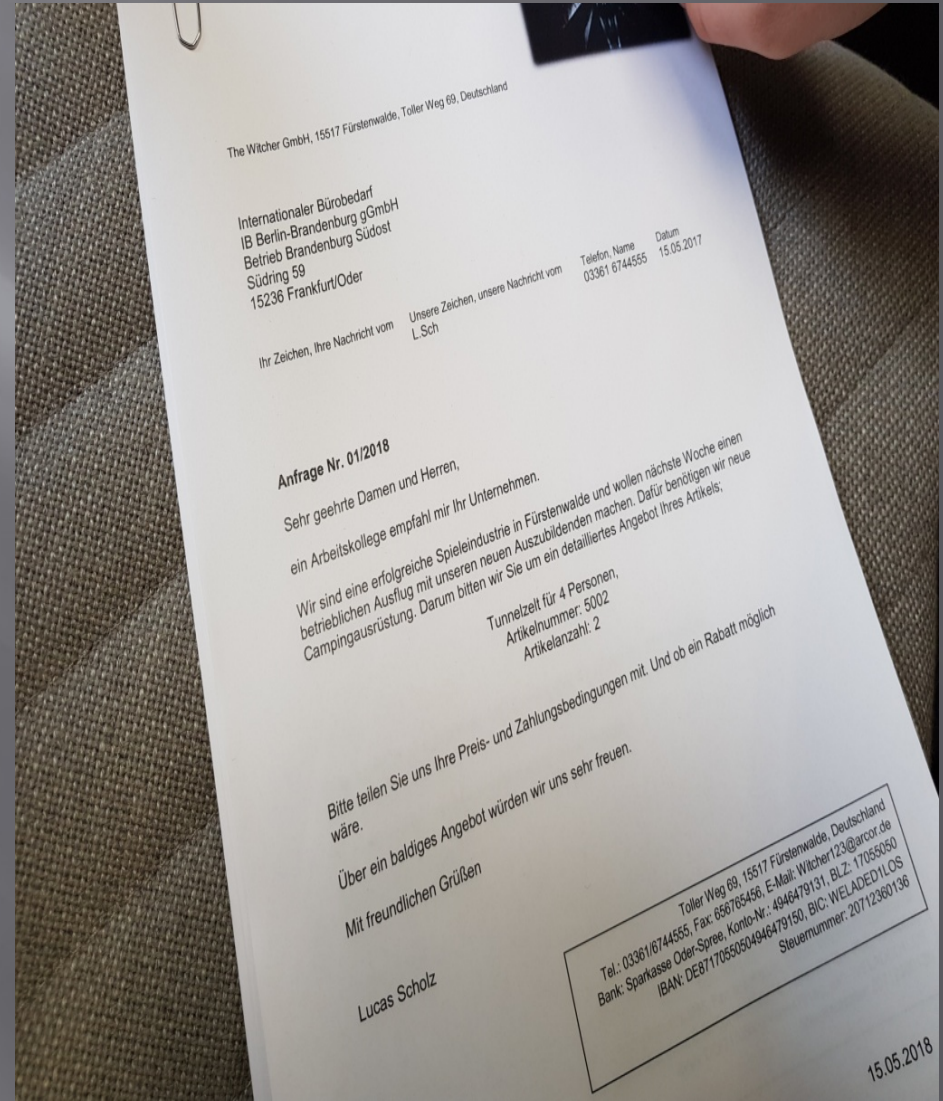 The Witcher GmbH, 15517 Fürstenwalde, Toller Weg 69, Deutschland
Internationaler Bürobedarf
IB Berlin-Brandenburg gGmbH
Betrieb Brandenburg Südost
Südring 59
15236 Frankfurt/Oder
Ihr Zeichen, Ihre Nachricht vom Unsere Zeichen, unsere Nachricht vom Telefon, Name Datum
L.Sch 03361 6744555 15.05.2017
Anfrage Nr. 01/2018
Sehr geehrte Damen und Herren,
ein Arbeitskollege empfahl mir Ihr Unternehmen.
Wir sind eine erfolgreiche Spieleindustrie in Fürstenwalde und wollen nächste Woche einen
betrieblichen Ausflug mit unseren neuen Auszubildenden machen. Dafür benötigen wir neue
Campingausrüstung. Darum bitten wir Sie um ein detailliertes Angebot Ihres Artikels;
Tunnelzelt für 4 Personen,
Artikelnummer: 5002
Artikelanzahl: 2
Bitte teilen Sie uns Ihre Preis- und Zahlungsbedingungen mit. Und ob ein Rabatt möglich
wäre.
Über ein baldiges Angebot würden wir uns sehr freuen.
Mit freundlichen Grüßen
Lucas Scholz
Toller Weg 69, 15517 Fürstenwalde, Deutschland
Tel.: 03361/6744555, Fax: 656765456, E-Mail: Witcher123@arcor.de
Bank: Sparkasse Oder-Spree, Konto-Nr.: 4946479131, BLZ: 17055050
IBAN: DE87170550504946479150, BIC: WELADED1LOS
Steuernummer: 20712360136
15.05.2018